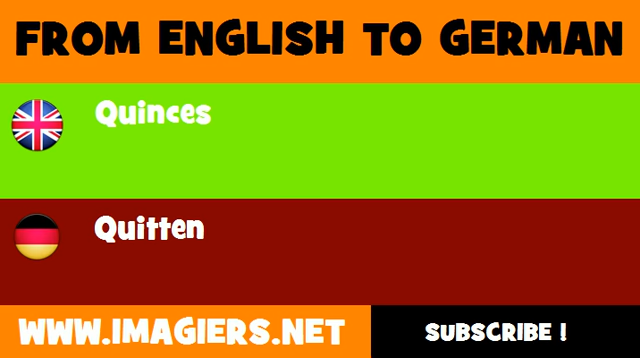 FROM ENGLISH TO GERMAN
Quinces
Quitten
WWW.IMAGIERS.NET
SUBSCRIBE !